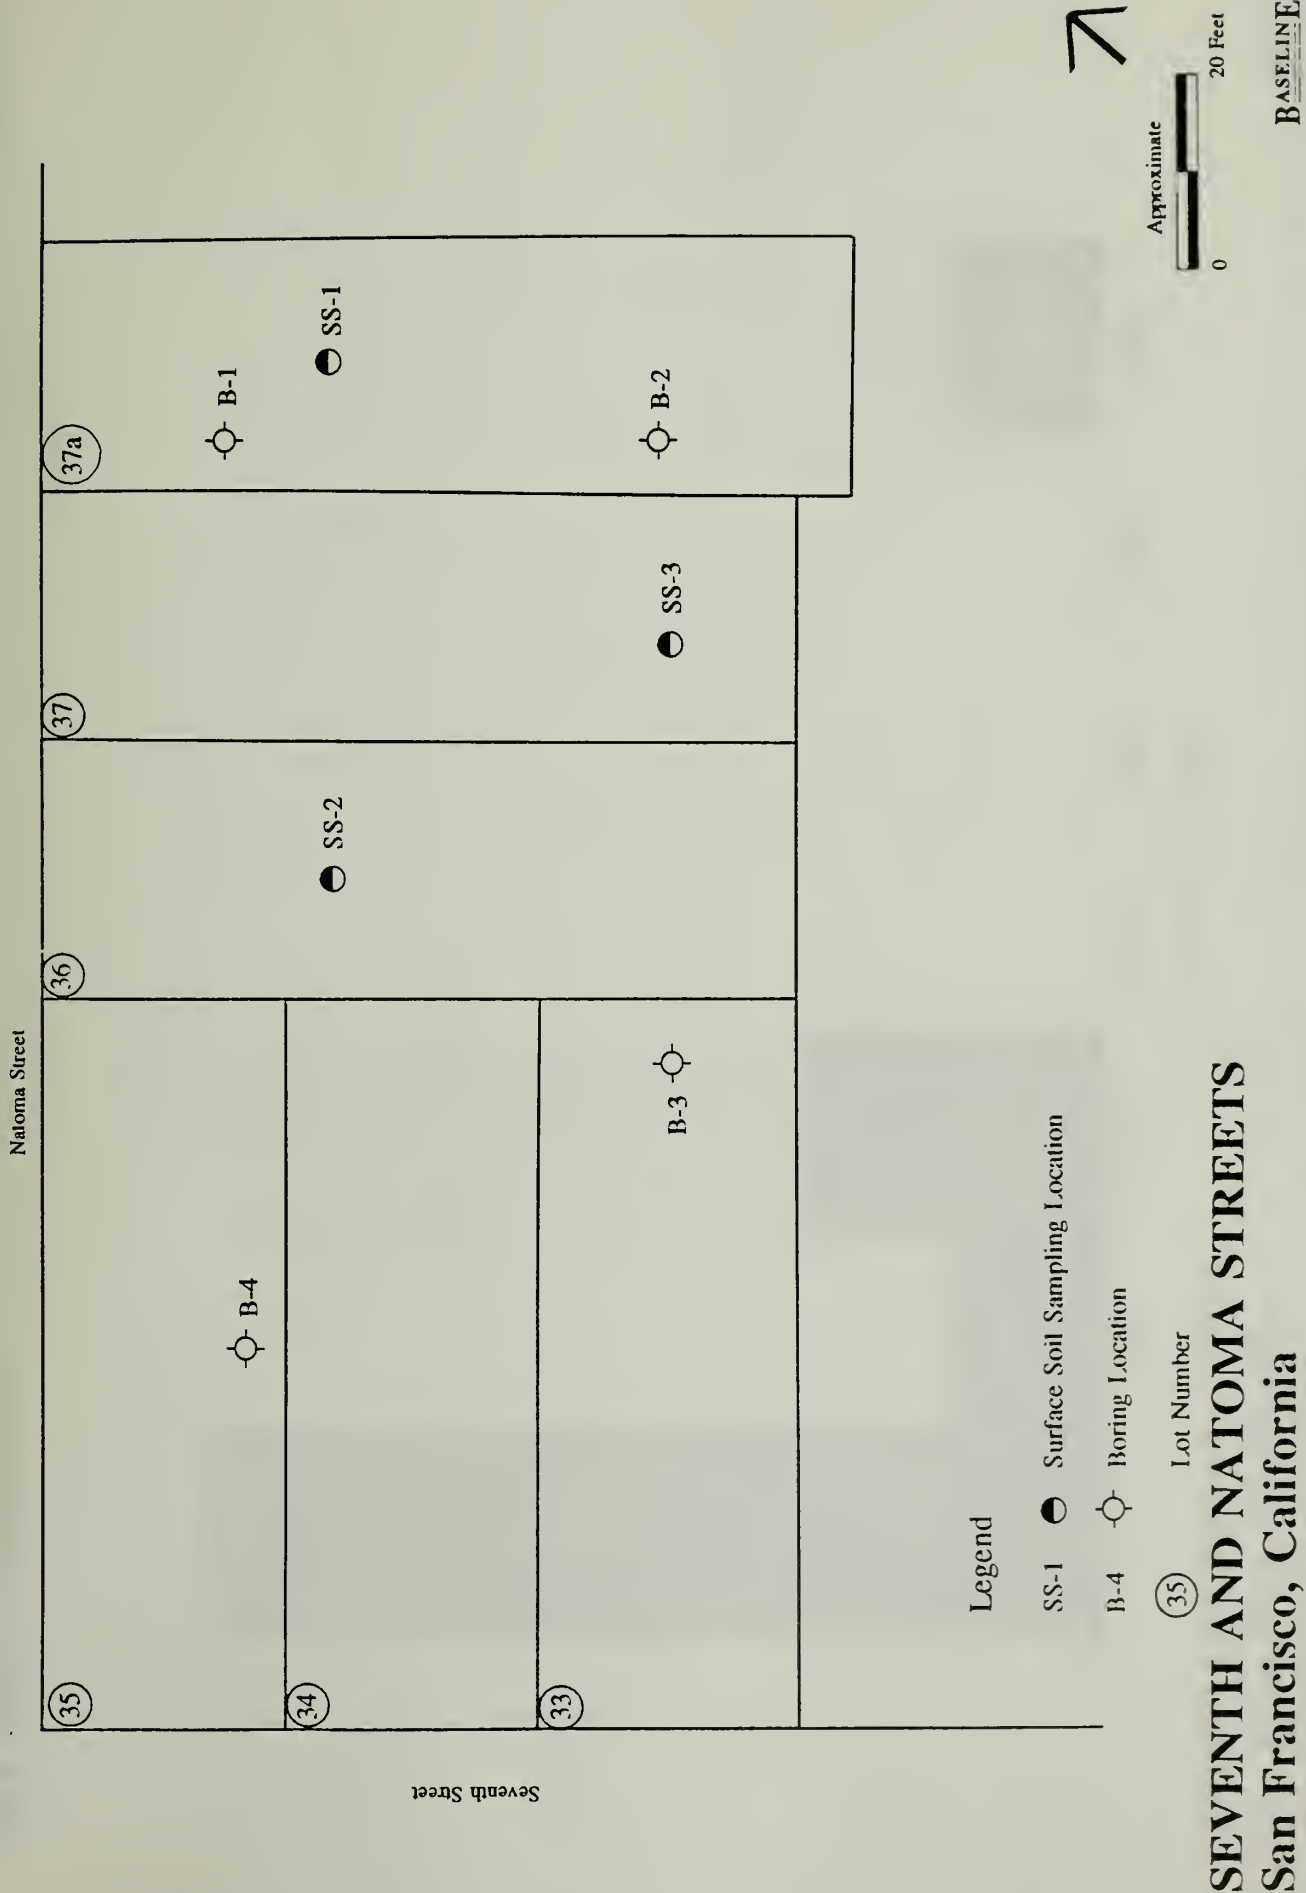 Natoma Street
Seventh Street
35
34
33
36
37
37a
B-4
B-3
SS-2
SS-3
B-1
SS-1
B-2
Legend
SS-1 Surface Soil Sampling Location
B-4 Boring Location
35 Lot Number
Approximate
0 20 Feet
SEVENTH AND NATOMA STREETS
San Francisco, California
BASELINE